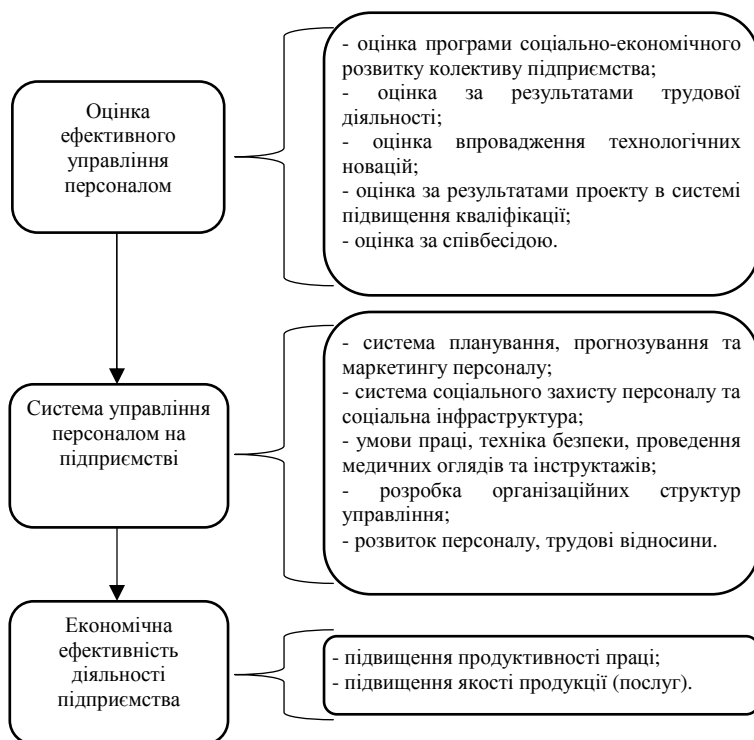 Оцінка
ефективного
управління
персоналом
- оцінка програми соціально-економічного
розвитку колективу підприємства;
- оцінка за результатами трудової
діяльності;
- оцінка впровадження технологічних
новацій;
- оцінка за результатами проекту в системі
підвищення кваліфікації;
- оцінка за співбесідою.
Система управління
персоналом на
підприємстві
- система планування, прогнозування та
маркетингу персоналу;
- система соціального захисту персоналу та
соціальна інфраструктура;
- умови праці, техніка безпеки, проведення
медичних оглядів та інструктажів;
- розробка організаційних структур
управління;
- розвиток персоналу, трудові відносини.
Економічна
ефективність
діяльності
підприємства
- підвищення продуктивності праці;
- підвищення якості продукції (послуг).